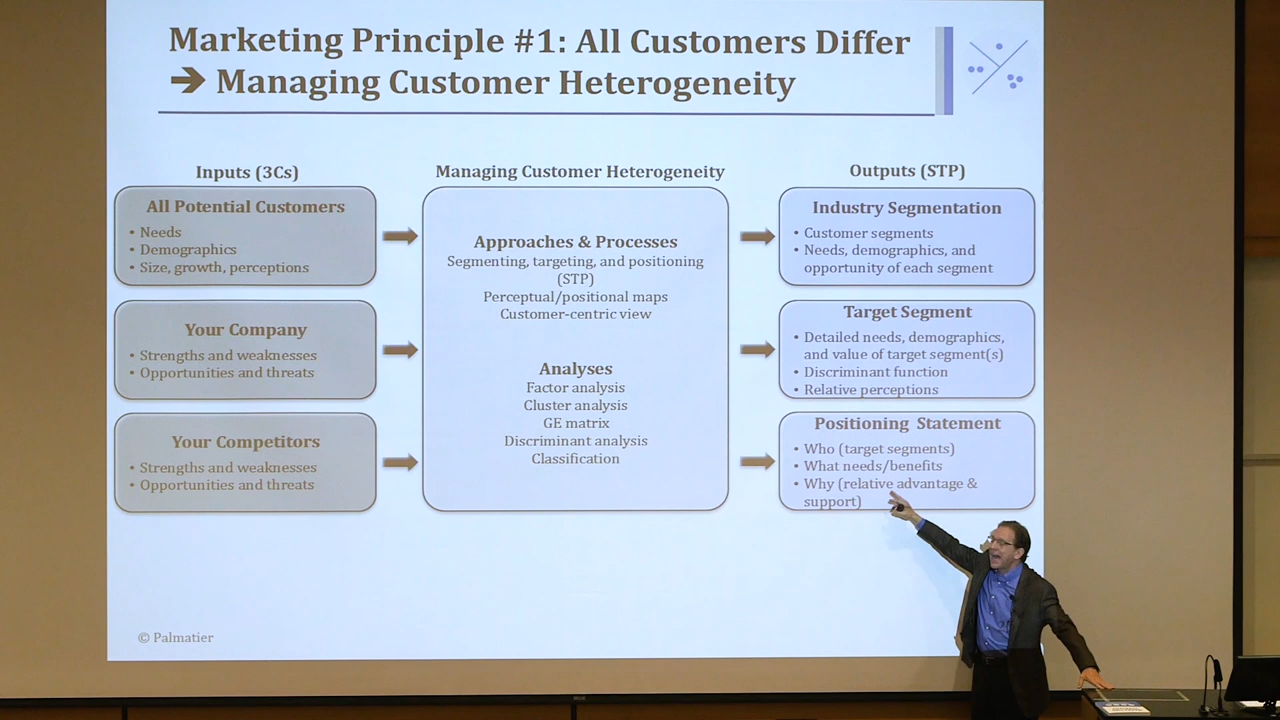 Marketing Principle #1: All Customers Differ
➔ Managing Customer Heterogeneity
Inputs (3Cs)
All Potential Customers
• Needs
• Demographics
• Size, growth, perceptions
Your Company
• Strengths and weaknesses
• Opportunities and threats
Your Competitors
• Strengths and weaknesses
• Opportunities and threats
Managing Customer Heterogeneity
Approaches & Processes
Segmenting, targeting, and positioning
(STP)
Perceptual/positional maps
Customer-centric view
Analyses
Factor analysis
Cluster analysis
GE matrix
Discriminant analysis
Classification
Outputs (STP)
Industry Segmentation
• Customer segments
• Needs, demographics, and
opportunity of each segment
Target Segment
• Detailed needs, demographics,
and value of target segment(s)
• Discriminant function
• Relative perceptions
Positioning Statement
• Who (target segments)
• What needs/benefits
• Why (relative advantage &
support)
© Palmatier